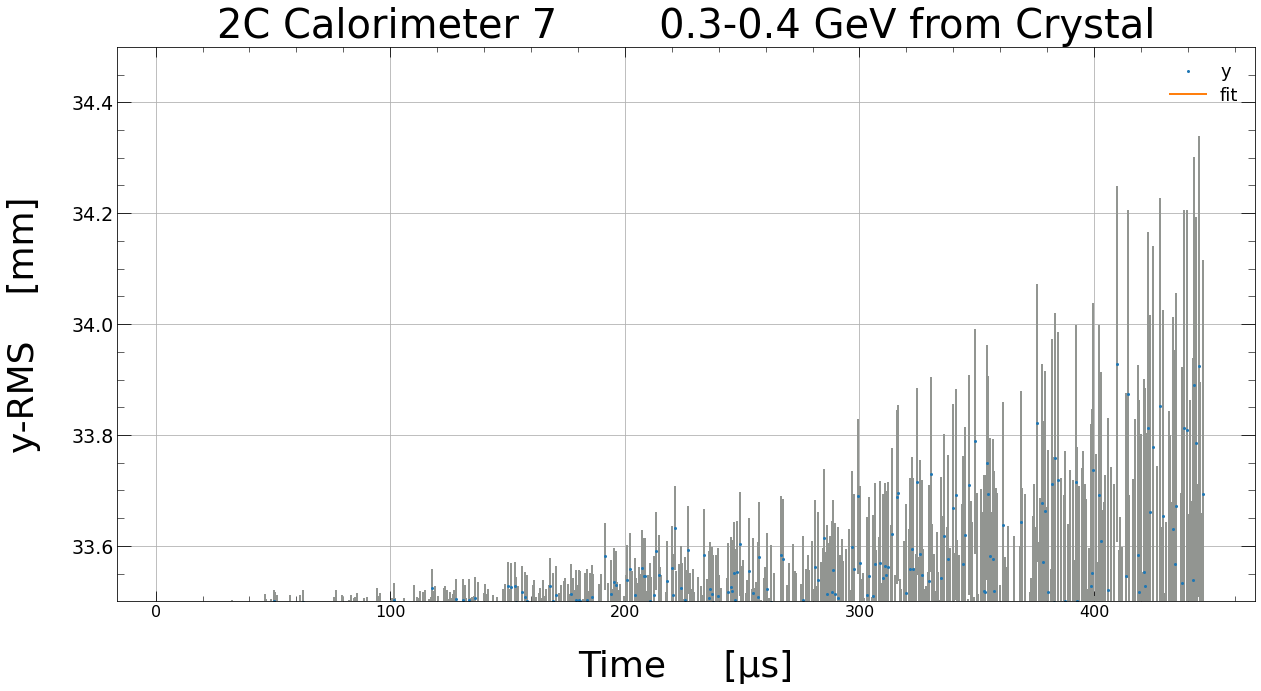 2C Calorimeter 7 0.3-0.4 GeV from Crystal
y
fit
34.4
34.2
34.0
33.8
33.6
y-RMS [mm]
0 100 200 300 400
Time [µs]